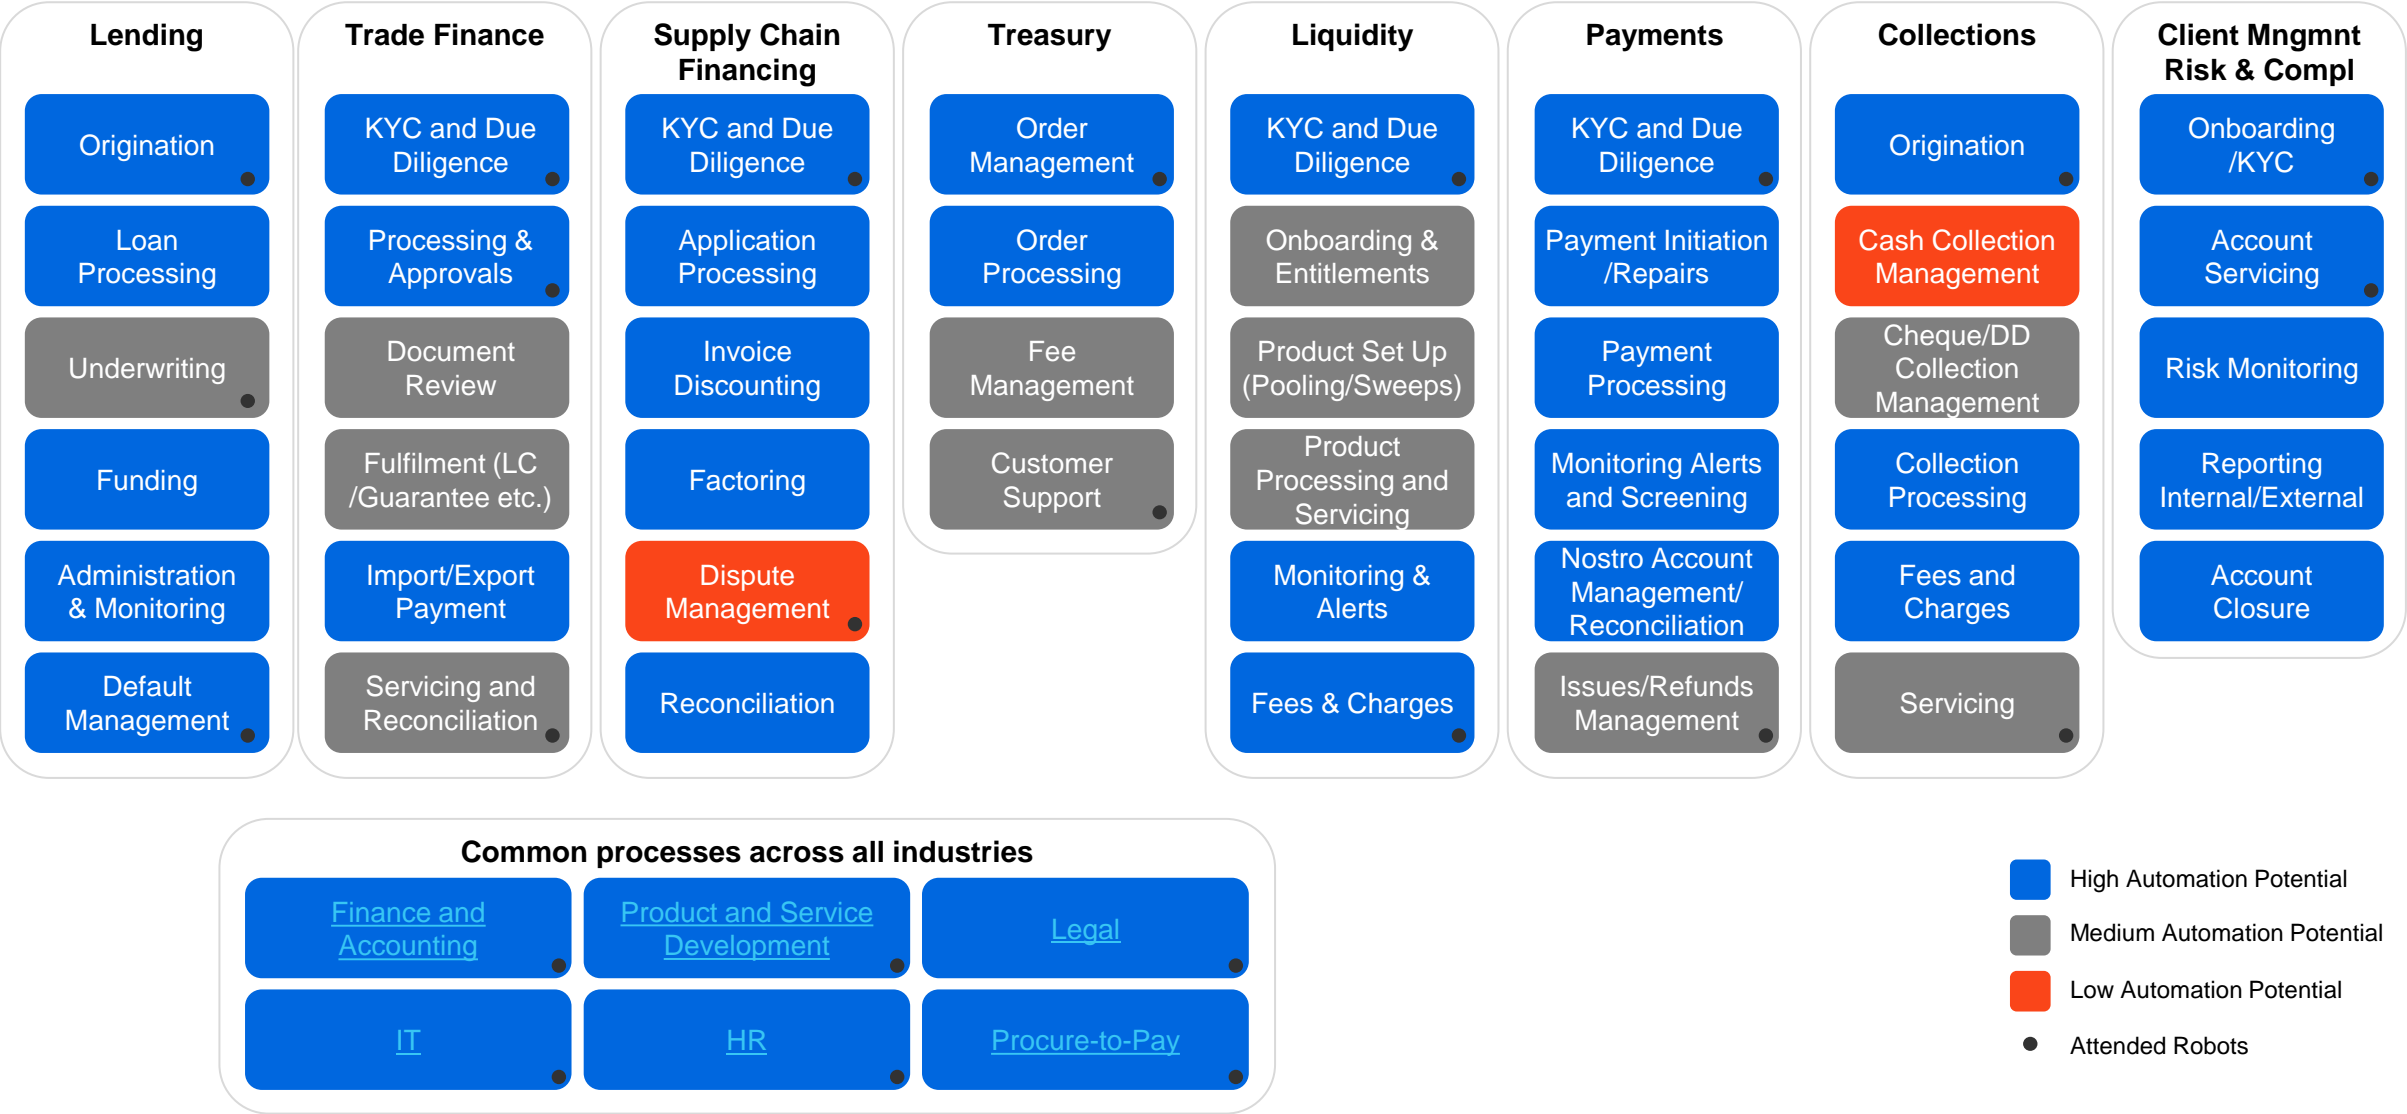 Lending
Origination
Loan
Processing
Underwriting
Funding
Administration
& Monitoring
Default
Management
Trade Finance
KYC and Due
Diligence
Processing &
Approvals
Document
Review
Fulfilment (LC
/Guarantee etc.)
Import/Export
Payment
Servicing and
Reconciliation
Supply Chain
Financing
KYC and Due
Diligence
Application
Processing
Invoice
Discounting
Factoring
Dispute
Management
Reconciliation
Treasury
Order
Management
Order
Processing
Fee
Management
Customer
Support
Liquidity
KYC and Due
Diligence
Onboarding &
Entitlements
Product Set Up
(Pooling/Sweeps)
Product
Processing and
Servicing
Monitoring &
Alerts
Fees & Charges
Payments
KYC and Due
Diligence
Payment Initiation
/Repairs
Payment
Processing
Monitoring Alerts
and Screening
Nostro Account
Management/
Reconciliation
Issues/Refunds
Management
Collections
Origination
Cash Collection
Management
Cheque/DD
Collection
Management
Collection
Processing
Fees and
Charges
Servicing
Client Mngmnt
Risk & Compl
Onboarding
/KYC
Account
Servicing
Risk Monitoring
Reporting
Internal/External
Account
Closure
Common processes across all industries
Finance and
Accounting
Product and Service
Development
Legal
IT
HR
Procure-to-Pay
High Automation Potential
Medium Automation Potential
Low Automation Potential
Attended Robots